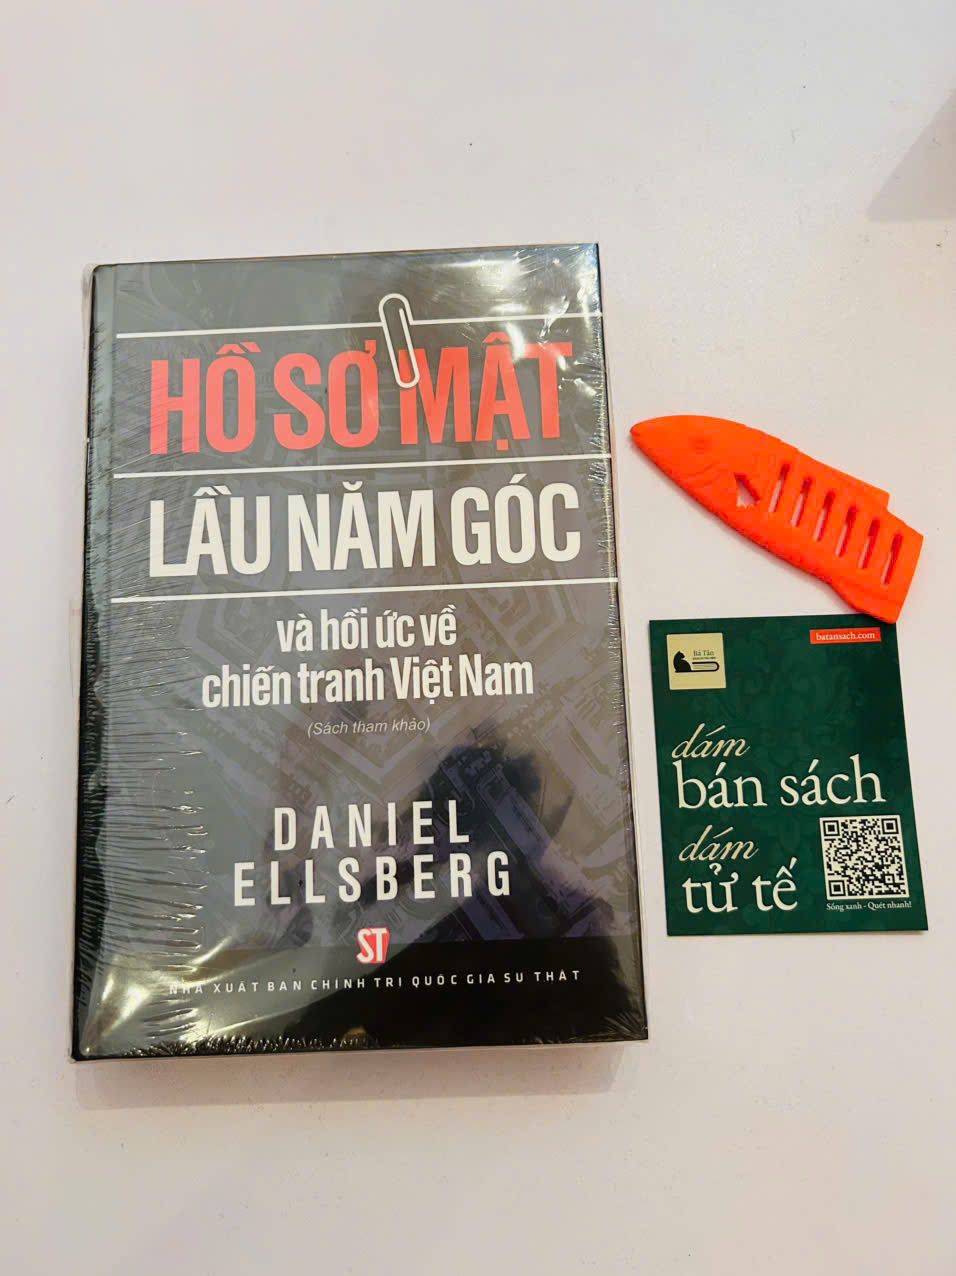 HỒ SƠ MẬT
LẦU NĂM GÓC
và hồi ức về
chiến tranh Việt Nam
(Sách tham khảo)
DANIEL
ELLSBERG
ST
NHÀ XUẤT BẢN CHÍNH TRỊ QUỐC GIA SỰ THẬT
batansach.com
Bá Tân
dám
bán sách
dám
tử tế
Sống xanh - Quét nhanh!